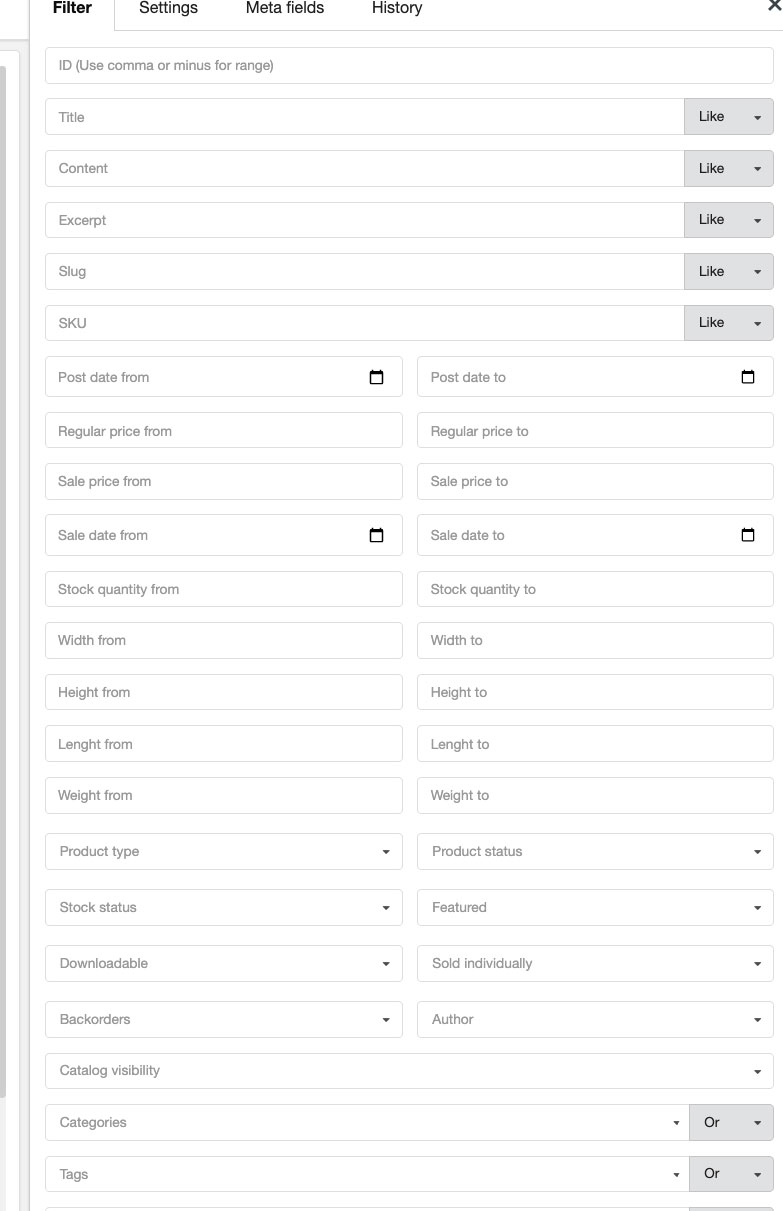 Filter Settings Meta fields History
ID (Use comma or minus for range)
Title Like
Content Like
Excerpt Like
Slug Like
SKU Like
Post date from Post date to
Regular price from Regular price to
Sale price from Sale price to
Sale date from Sale date to
Stock quantity from Stock quantity to
Width from Width to
Height from Height to
Lenght from Lenght to
Weight from Weight to
Product type Product status
Stock status Featured
Downloadable Sold individually
Backorders Author
Catalog visibility
Categories Or
Tags Or